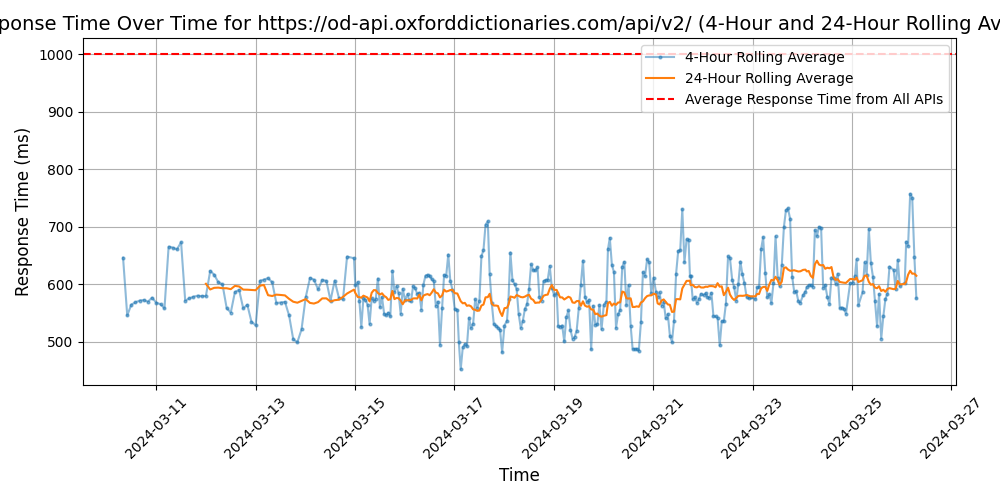 ponse Time Over Time for https://od-api.oxforddictionaries.com/api/v2/ (4-Hour and 24-Hour Rolling Av
4-Hour Rolling Average
24-Hour Rolling Average
Average Response Time from All APIs
1000
900
800
700
600
500
Response Time (ms)
2024-03-11
2024-03-13
2024-03-15
2024-03-17
2024-03-19
2024-03-21
2024-03-23
2024-03-25
2024-03-27
Time